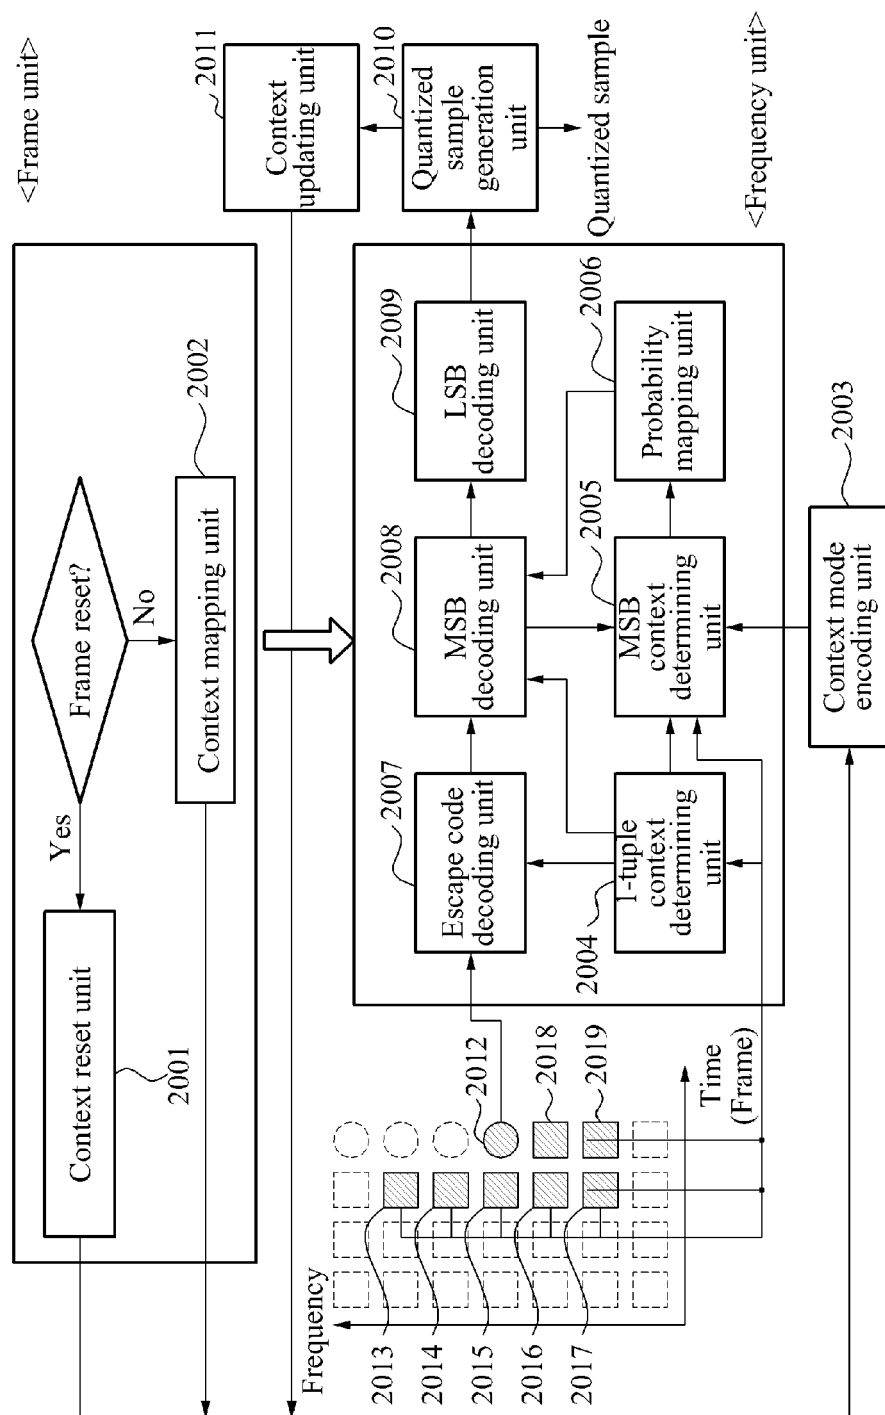 <Frame unit>
Frame reset?
Yes
No
Context reset unit
2001
Context mapping unit
2002
Context
updating unit
2011
Quantized
sample
generation
unit
2010
Quantized sample
<Frequency unit>
Escape code
decoding unit
2007
MSB
decoding unit
2008
LSB
decoding unit
2009
1-tuple
context
determining
unit
2004
MSB
context
determining
unit
2005
Probability
mapping unit
2006
Context mode
encoding unit
2003
Frequency
Time
(Frame)
2012
2018
2019
2013
2014
2015
2016
2017